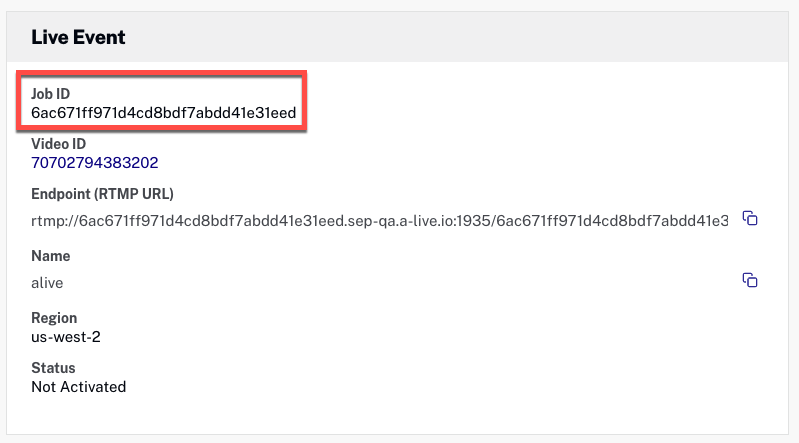 Live Event
Job ID
6ac671ff971d4cd8bdf7abdd41e31eed
Video ID
70702794383202
Endpoint (RTMP URL)
rtmp://6ac671ff971d4cd8bdf7abdd41e31eed.sep-qa.a-live.io:1935/6ac671ff971d4cd8bdf7abdd41e3
Name
alive
Region
us-west-2
Status
Not Activated